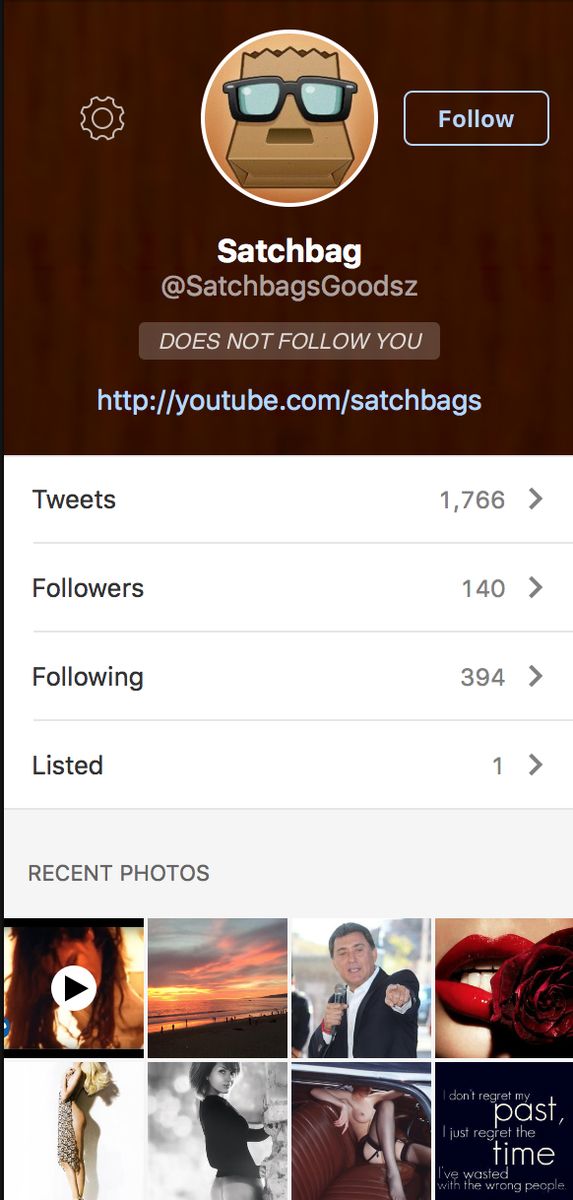 Follow
Satchbag
@SatchbagsGoodsz
DOES NOT FOLLOW YOU
http://youtube.com/satchbags
Tweets 1,766
Followers 140
Following 394
Listed 1
RECENT PHOTOS
I don't regret my
past,
I just regret the
time
I've wasted
with the wrong people.